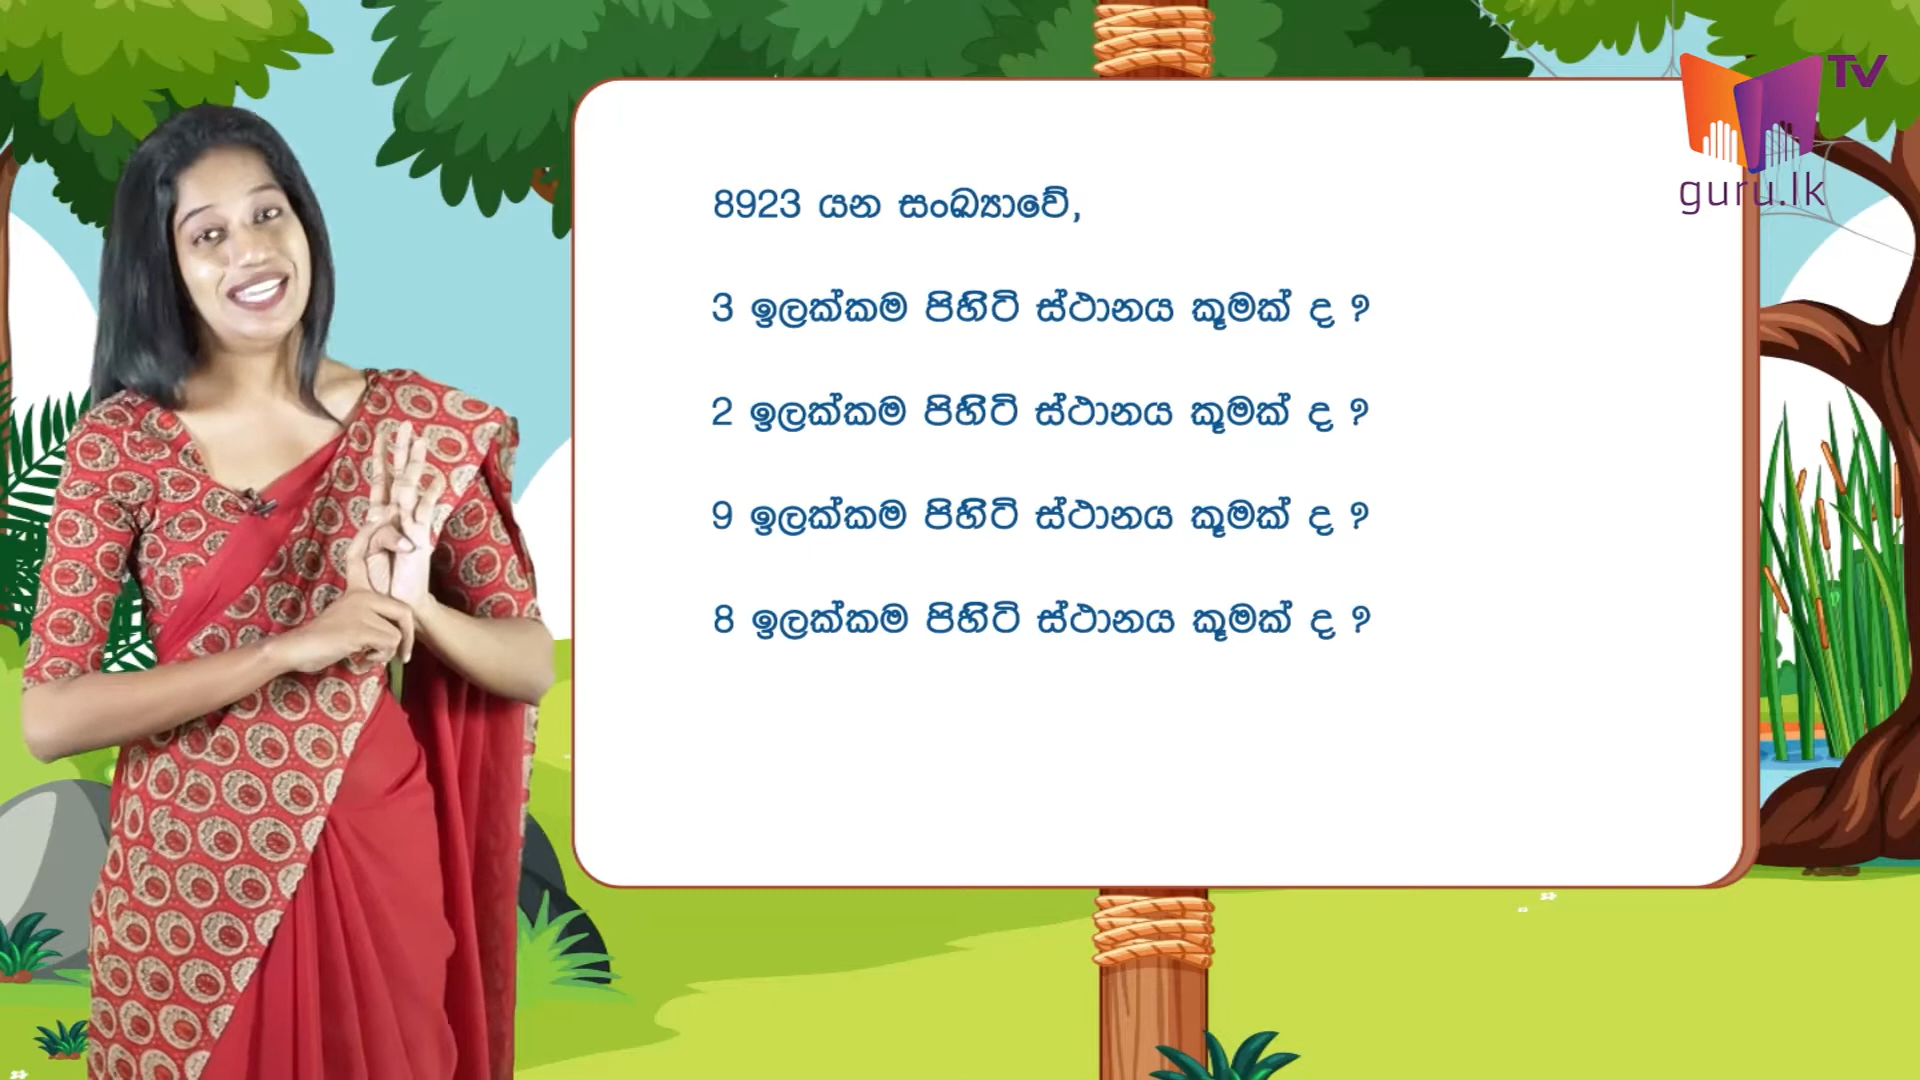 TV
guru.lk
8923 යන සංඛ්‍යාවේ,
3 ඉලක්කම පිහිටි ස්ථානය කූමක් ද ?
2 ඉලක්කම පිහිටි ස්ථානය කූමක් ද ?
9 ඉලක්කම පිහිටි ස්ථානය කූමක් ද ?
8 ඉලක්කම පිහිටි ස්ථානය කූමක් ද ?